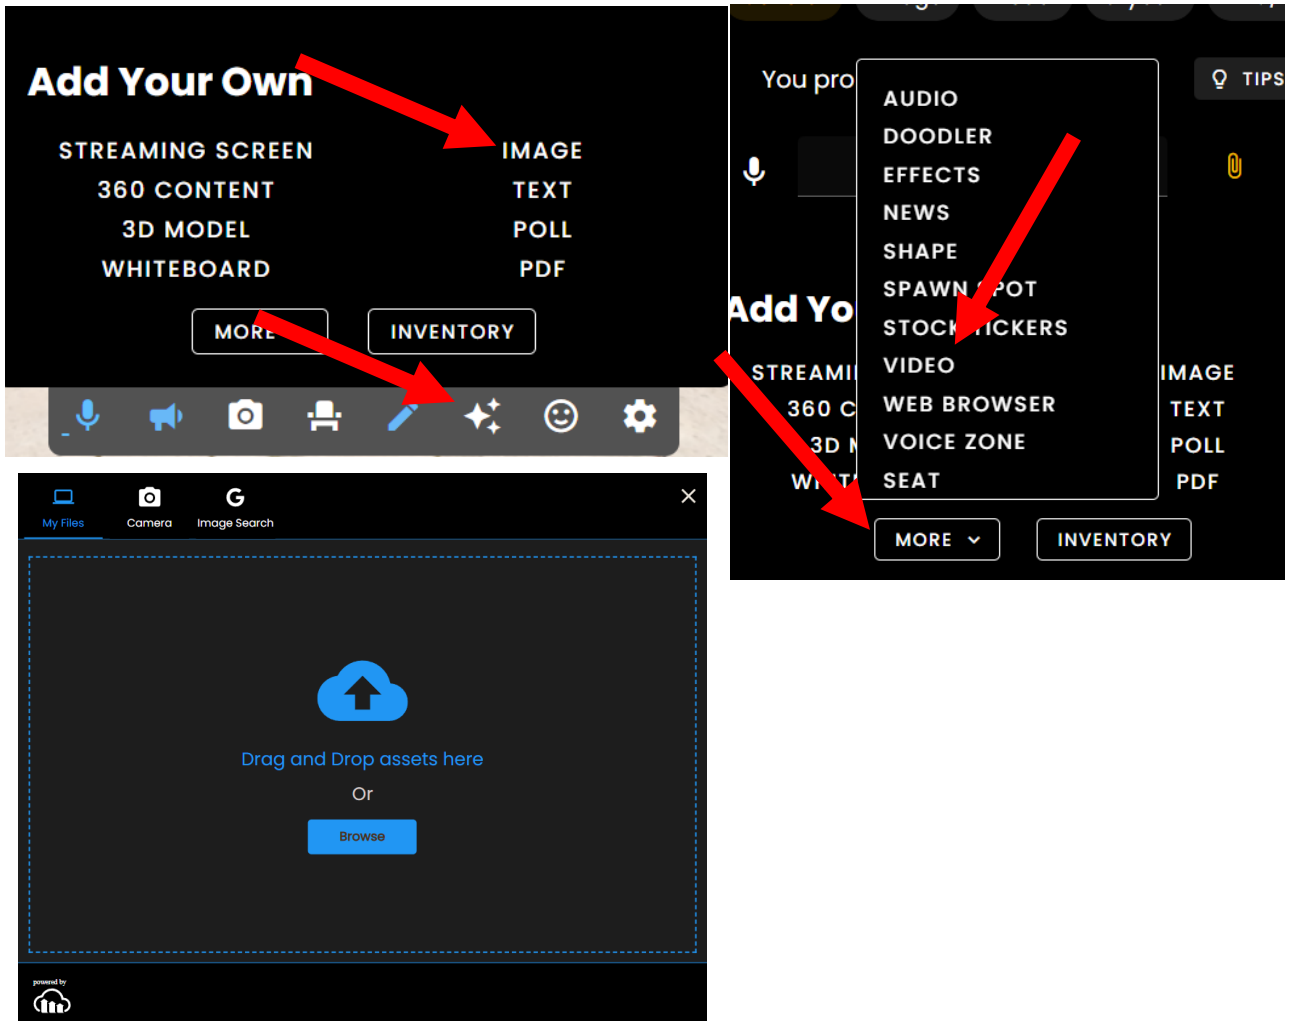 Add Your Own
STREAMING SCREEN IMAGE
360 CONTENT TEXT
3D MODEL POLL
WHITEBOARD PDF
MORE INVENTORY
You pro
TIPS
AUDIO
DOODLER
EFFECTS
NEWS
SHAPE
SPAWN SPOT
STOCK TICKERS
VIDEO
WEB BROWSER
VOICE ZONE
SEAT
Add Yo
STREAMI IMAGE
360 C TEXT
3D POLL
PDF
MORE INVENTORY
My Files Camera Image Search
Drag and Drop assets here
Or
Browse
powered by